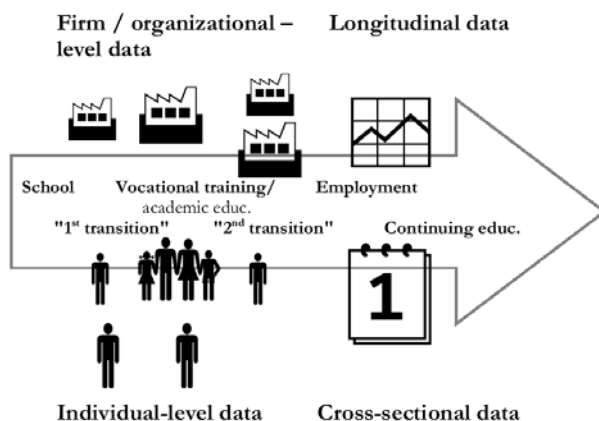 Firm / organizational –
level data
Longitudinal data
School
Vocational training/
academic educ.
Employment
"1st transition"
"2nd transition"
Continuing educ.
1
Individual-level data
Cross-sectional data